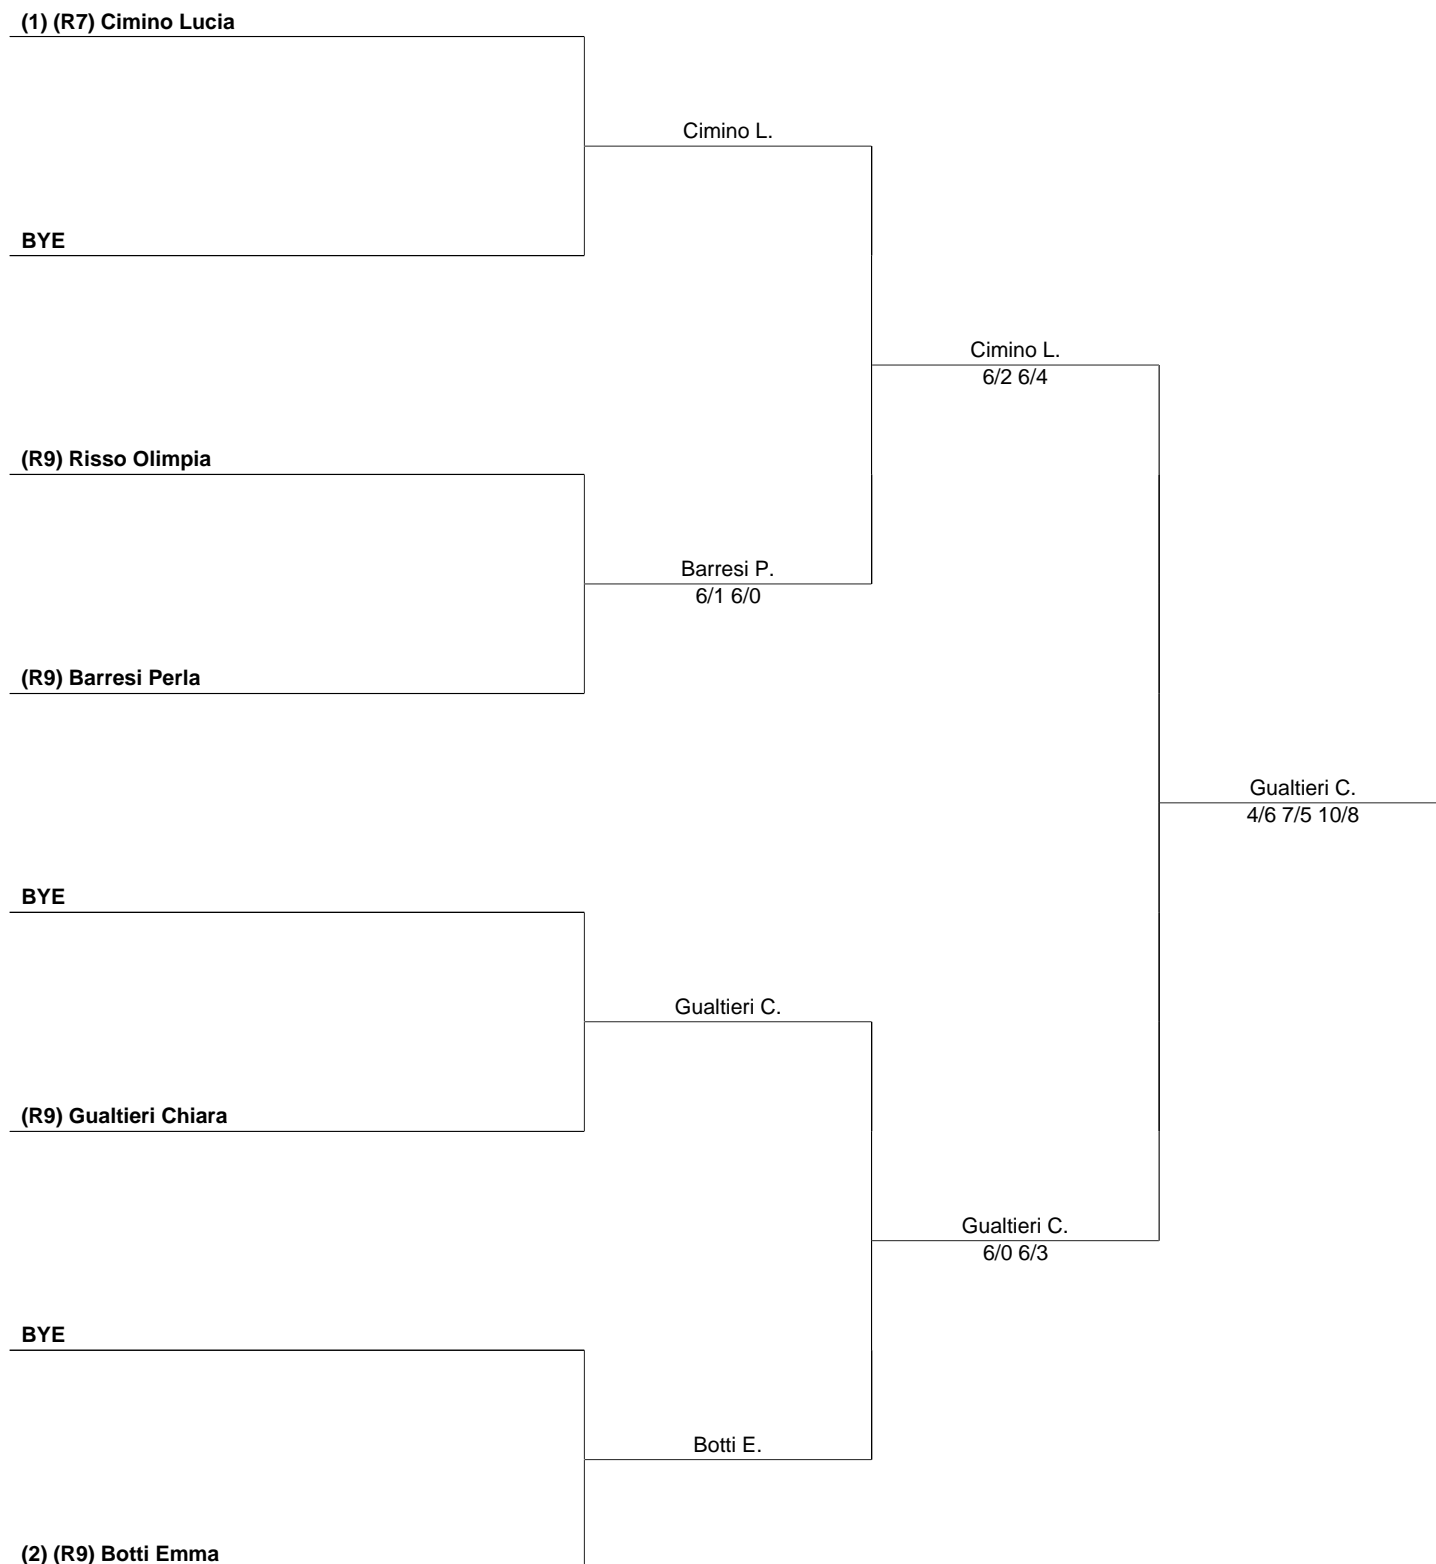 (1) (R7) Cimino Lucia
Cimino L.
BYE
Cimino L.
6/2 6/4
(R9) Risso Olimpia
Barresi P.
6/1 6/0
(R9) Barresi Perla
Gualtieri C.
4/6 7/5 10/8
BYE
Gualtieri C.
(R9) Gualtieri Chiara
Gualtieri C.
6/0 6/3
BYE
Botti E.
(2) (R9) Botti Emma